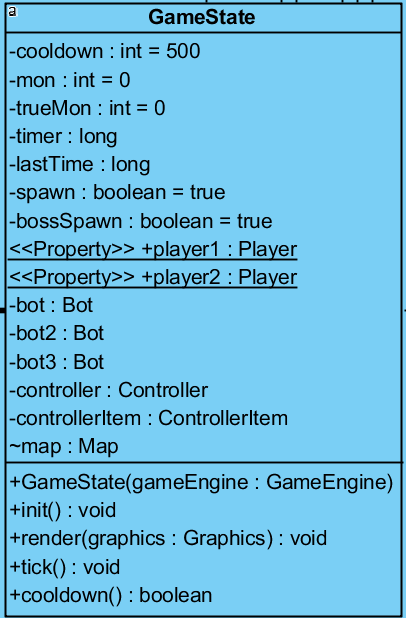 a
GameState
-cooldown : int = 500
-mon : int = 0
-trueMon : int = 0
-timer : long
-lastTime : long
-spawn : boolean = true
-bossSpawn : boolean = true
<<Property>> +player1 : Player
<<Property>> +player2 : Player
-bot : Bot
-bot2 : Bot
-bot3 : Bot
-controller : Controller
-controllerItem : ControllerItem
~map : Map
+GameState(gameEngine : GameEngine)
+init() : void
+render(graphics : Graphics) : void
+tick() : void
+cooldown() : boolean